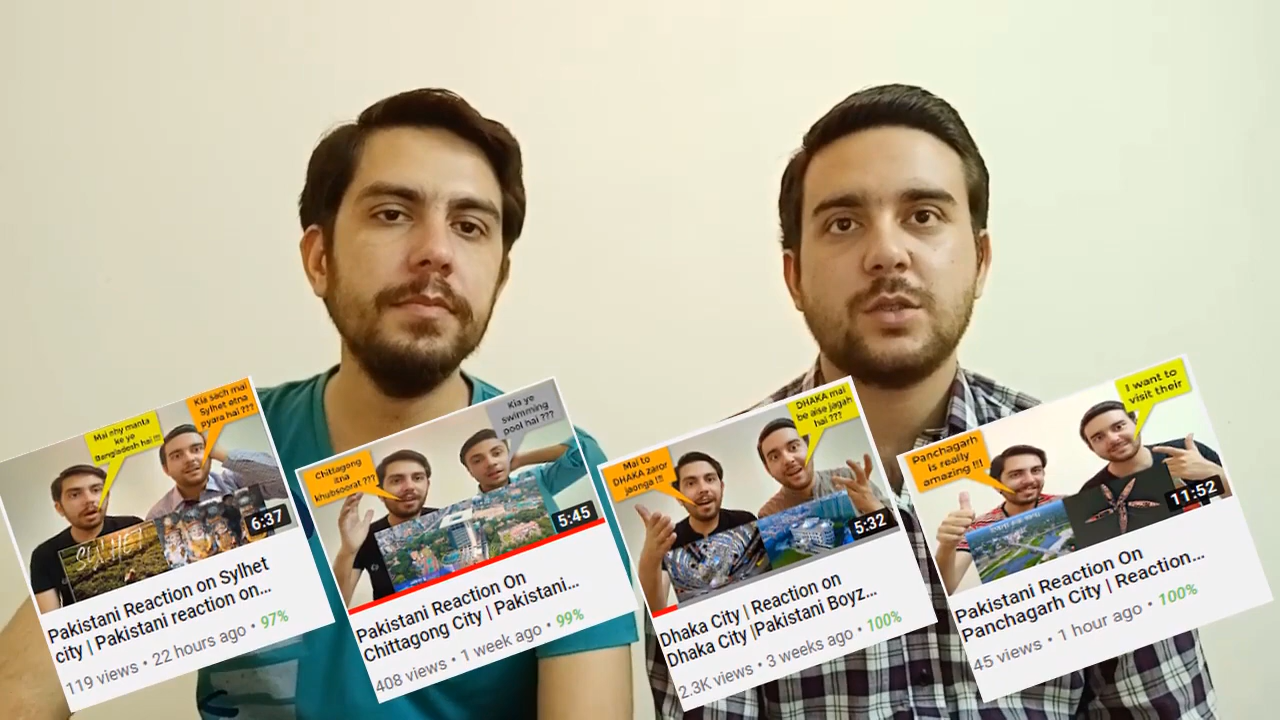 Mai nhy manta
ke ye
Bangladesh hai !!!
Kia sach mai
Sylhet etna
pyara hai ???
SYLHET
6:37
Pakistani Reaction on Sylhet
city | Pakistani reaction on...
119 views • 22 hours ago • 97%
Chittagong
itna
khubsoorat ???
Kia ye
swimming
pool hai ???
5:45
Pakistani Reaction On
Chittagong City | Pakistani...
408 views • 1 week ago • 99%
Mai to
DHAKA zaror
jaonga !!!
DHAKA mai
be aise jagah
hai ???
5:32
Dhaka City | Reaction on
Dhaka City |Pakistani Boyz...
2.3K views • 3 weeks ago • 100%
Panchagarh
is really
amazing !!!
I want to
visit their
11:52
Pakistani Reaction On
Panchagarh City | Reaction...
45 views • 1 hour ago • 100%